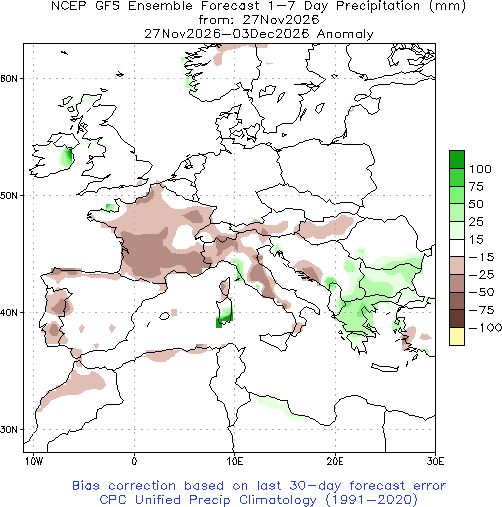 NCEP GFS Ensemble Forecast 1-7 Day Precipitation (mm)
from: 27Nov2026
27Nov2026-03Dec2026 Anomaly
60N
50N
40N
30N
10W 0 10E 20E 30E
100
75
50
25
15
-15
-25
-50
-75
-100
Bias correction based on last 30-day forecast error
CPC Unified Precip Climatology (1991-2020)